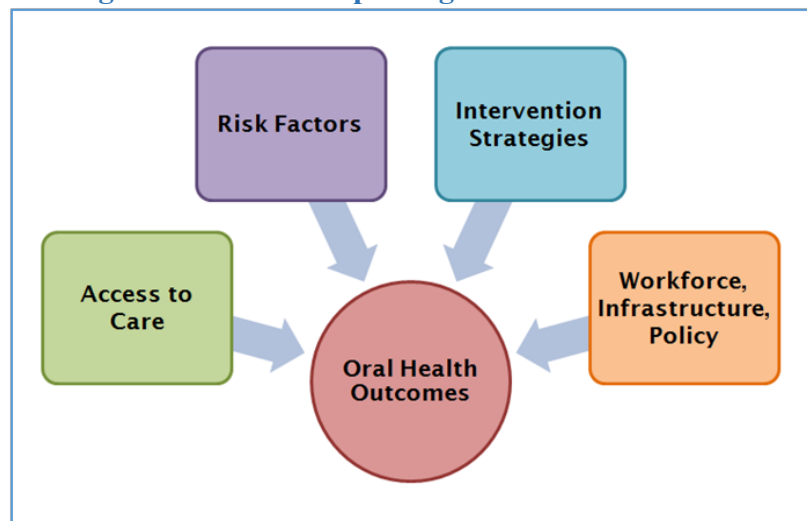 Risk Factors
Intervention
Strategies
Access to
Care
Workforce,
Infrastructure,
Policy
Oral Health
Outcomes